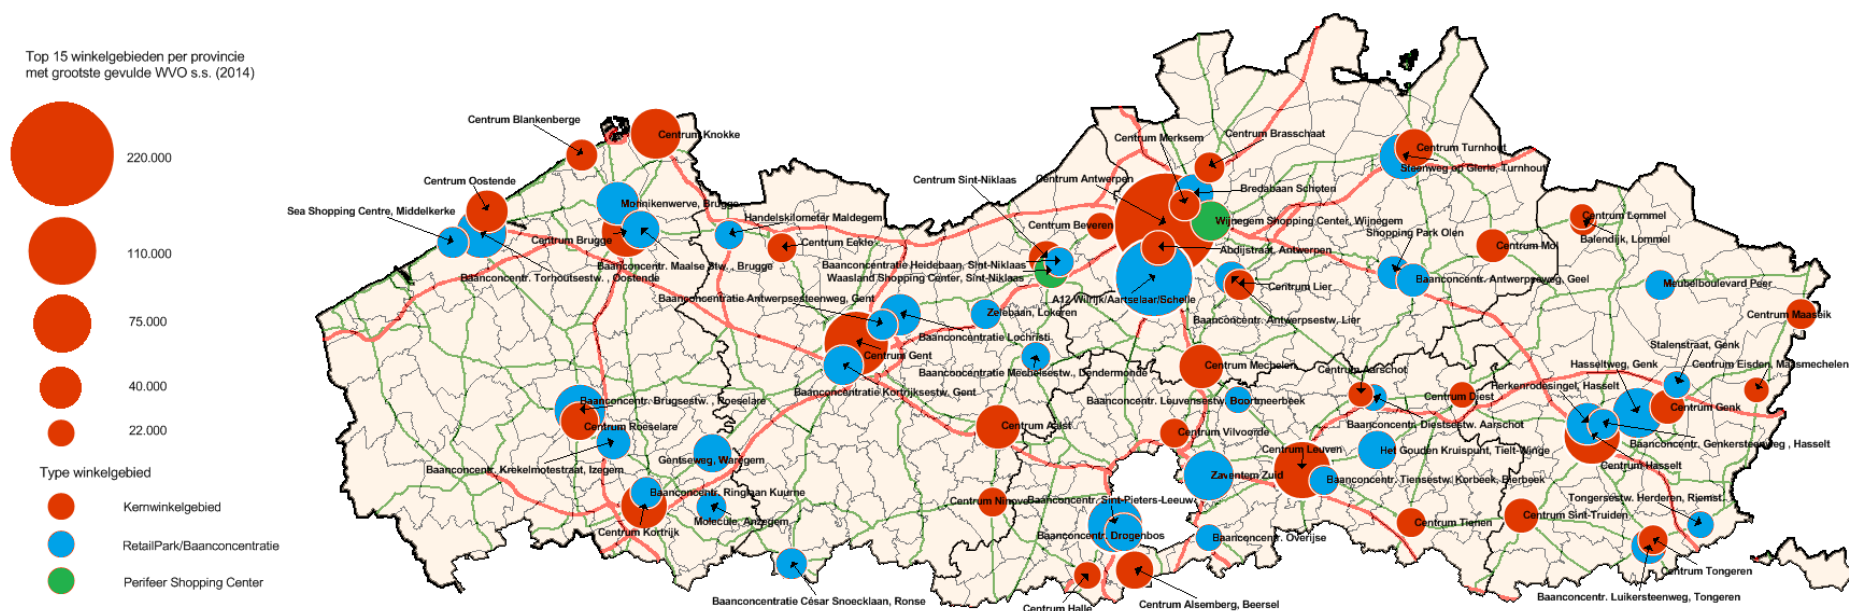 Top 15 winkelgebieden per provincie
met grootste gevulde WVO s.s. (2014)
220.000
110.000
75.000
40.000
22.000
Type winkelgebied
Kernwinkelgebied
RetailPark/Baanconcentratie
Perifeer Shopping Center
Centrum Blankenberge
Centrum Knokke
Centrum Oostende
Sea Shopping Centre, Middelkerke
Monnikenwerve, Brugge
Centrum Brugge
Baanconcentr. Maalse Stw. , Brugge
Baanconcentr. Torhoutsestw. , Oostende
Handelskilometer Maldegem
Centrum Eeklo
Baanconcentratie Antwerpsesteenweg, Gent
Baanconcentratie Lochristi
Centrum Gent
Baanconcentratie Kortrijksestw., Gent
Baanconcentr. Brugsestw. , Roeselare
Centrum Roeselare
Baanconcentr. Krekelmotestraat, Izegem
Gentseweg, Waregem
Baanconcentr. Ringlaan Kuurne
Molecule, Anzegem
Centrum Kortrijk
Baanconcentratie César Snoecklaan, Ronse
Centrum Sint-Niklaas
Centrum Beveren
Baanconcentratie Heidebaan, Sint-Niklaas
Waasland Shopping Center, Sint-Niklaas
Zelebaan, Lokeren
Baanconcentratie Mechelsestw., Dendermonde
Centrum Aalst
Centrum Ninove
Centrum Merksem
Centrum Brasschaat
Centrum Antwerpen
Bredabaan Schoten
Wijnegem Shopping Center, Wijnegem
Abdijstraat, Antwerpen
A12 Wilrijk/Aartselaar/Schelle
Centrum Lier
Baanconcentr. Antwerpsestw, Lier
Centrum Mechelen
Centrum Turnhout
Steenweg op Gierle, Turnhout
Shopping Park Olen
Baanconcentr. Antwerpseweg, Geel
Centrum Mol
Centrum Lommel
Balendijk, Lommel
Meubelboulevard Peer
Centrum Maaseik
Stalenstraat, Genk
Hasseltweg, Genk
Centrum Eisden, Maasmechelen
Herkenrodesingel, Hasselt
Centrum Genk
Baanconcentr. Genkersteenweg , Hasselt
Centrum Hasselt
Tongersestw. Herderen, Riemst
Centrum Sint-Truiden
Centrum Tongeren
Baanconcentr. Luikersteenweg, Tongeren
Centrum Aarschot
Centrum Diest
Baanconcentr. Leuvensestw. Boortmeerbeek
Baanconcentr. Diestsestw. Aarschot
Centrum Vilvoorde
Centrum Leuven
Het Gouden Kruispunt, Tielt-Winge
Zaventem Zuid
Baanconcentr. Tiensestw. Korbeek, Bierbeek
Baanconcentr. Sint-Pieters-Leeuw
Centrum Tienen
Baanconcentr. Drogenbos
Baanconcentr. Overijse
Centrum Halle
Centrum Alsemberg, Beersel